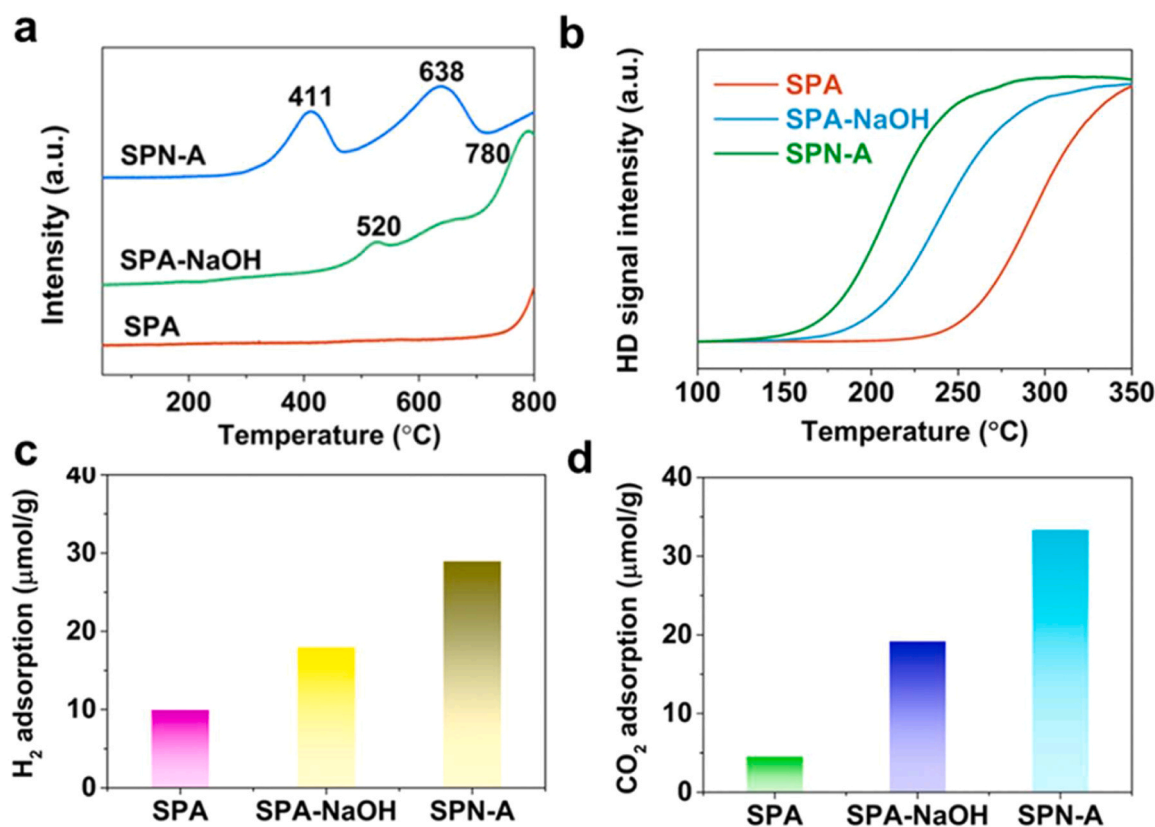 a
411
638
SPN-A
780
520
SPA-NaOH
SPA
Intensity (a.u.)
200
400
600
800
Temperature (°C)
b
SPA
SPA-NaOH
SPN-A
HD signal intensity (a.u.)
100
150
200
250
300
350
Temperature (°C)
c
40
30
20
10
0
H₂ adsorption (μmol/g)
SPA
SPA-NaOH
SPN-A
d
40
30
20
10
0
CO₂ adsorption (μmol/g)
SPA
SPA-NaOH
SPN-A